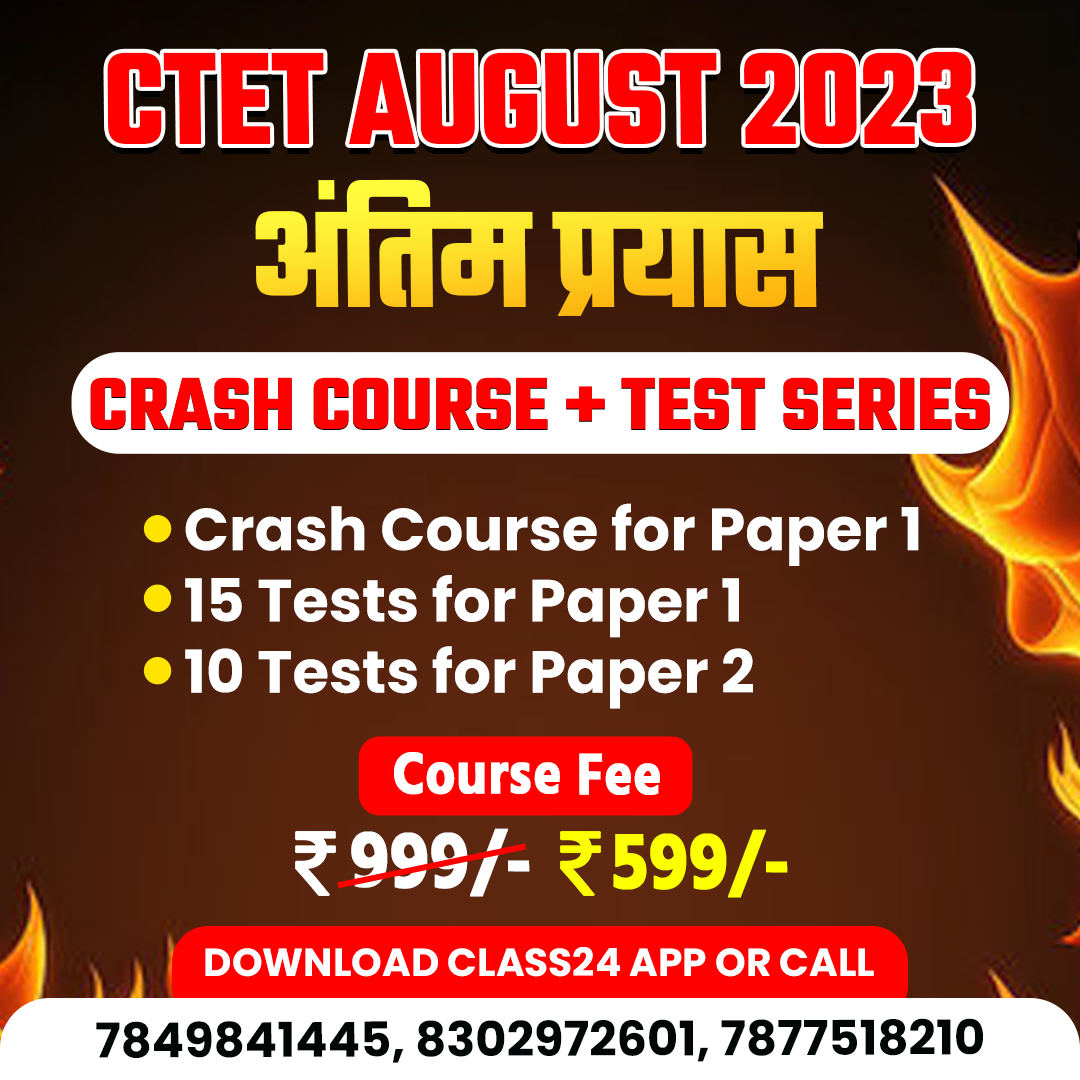 CTET AUGUST 2023
अंतिम प्रयास
CRASH COURSE + TEST SERIES
Crash Course for Paper 1
15 Tests for Paper 1
10 Tests for Paper 2
Course Fee
₹ 999/- ₹ 599/-
DOWNLOAD CLASS24 APP OR CALL
7849841445, 8302972601, 7877518210